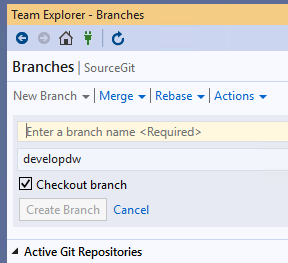 Team Explorer - Branches
Branches | SourceGit
New Branch Merge Rebase Actions
Enter a branch name <Required>
developdw
Checkout branch
Create Branch Cancel
Active Git Repositories